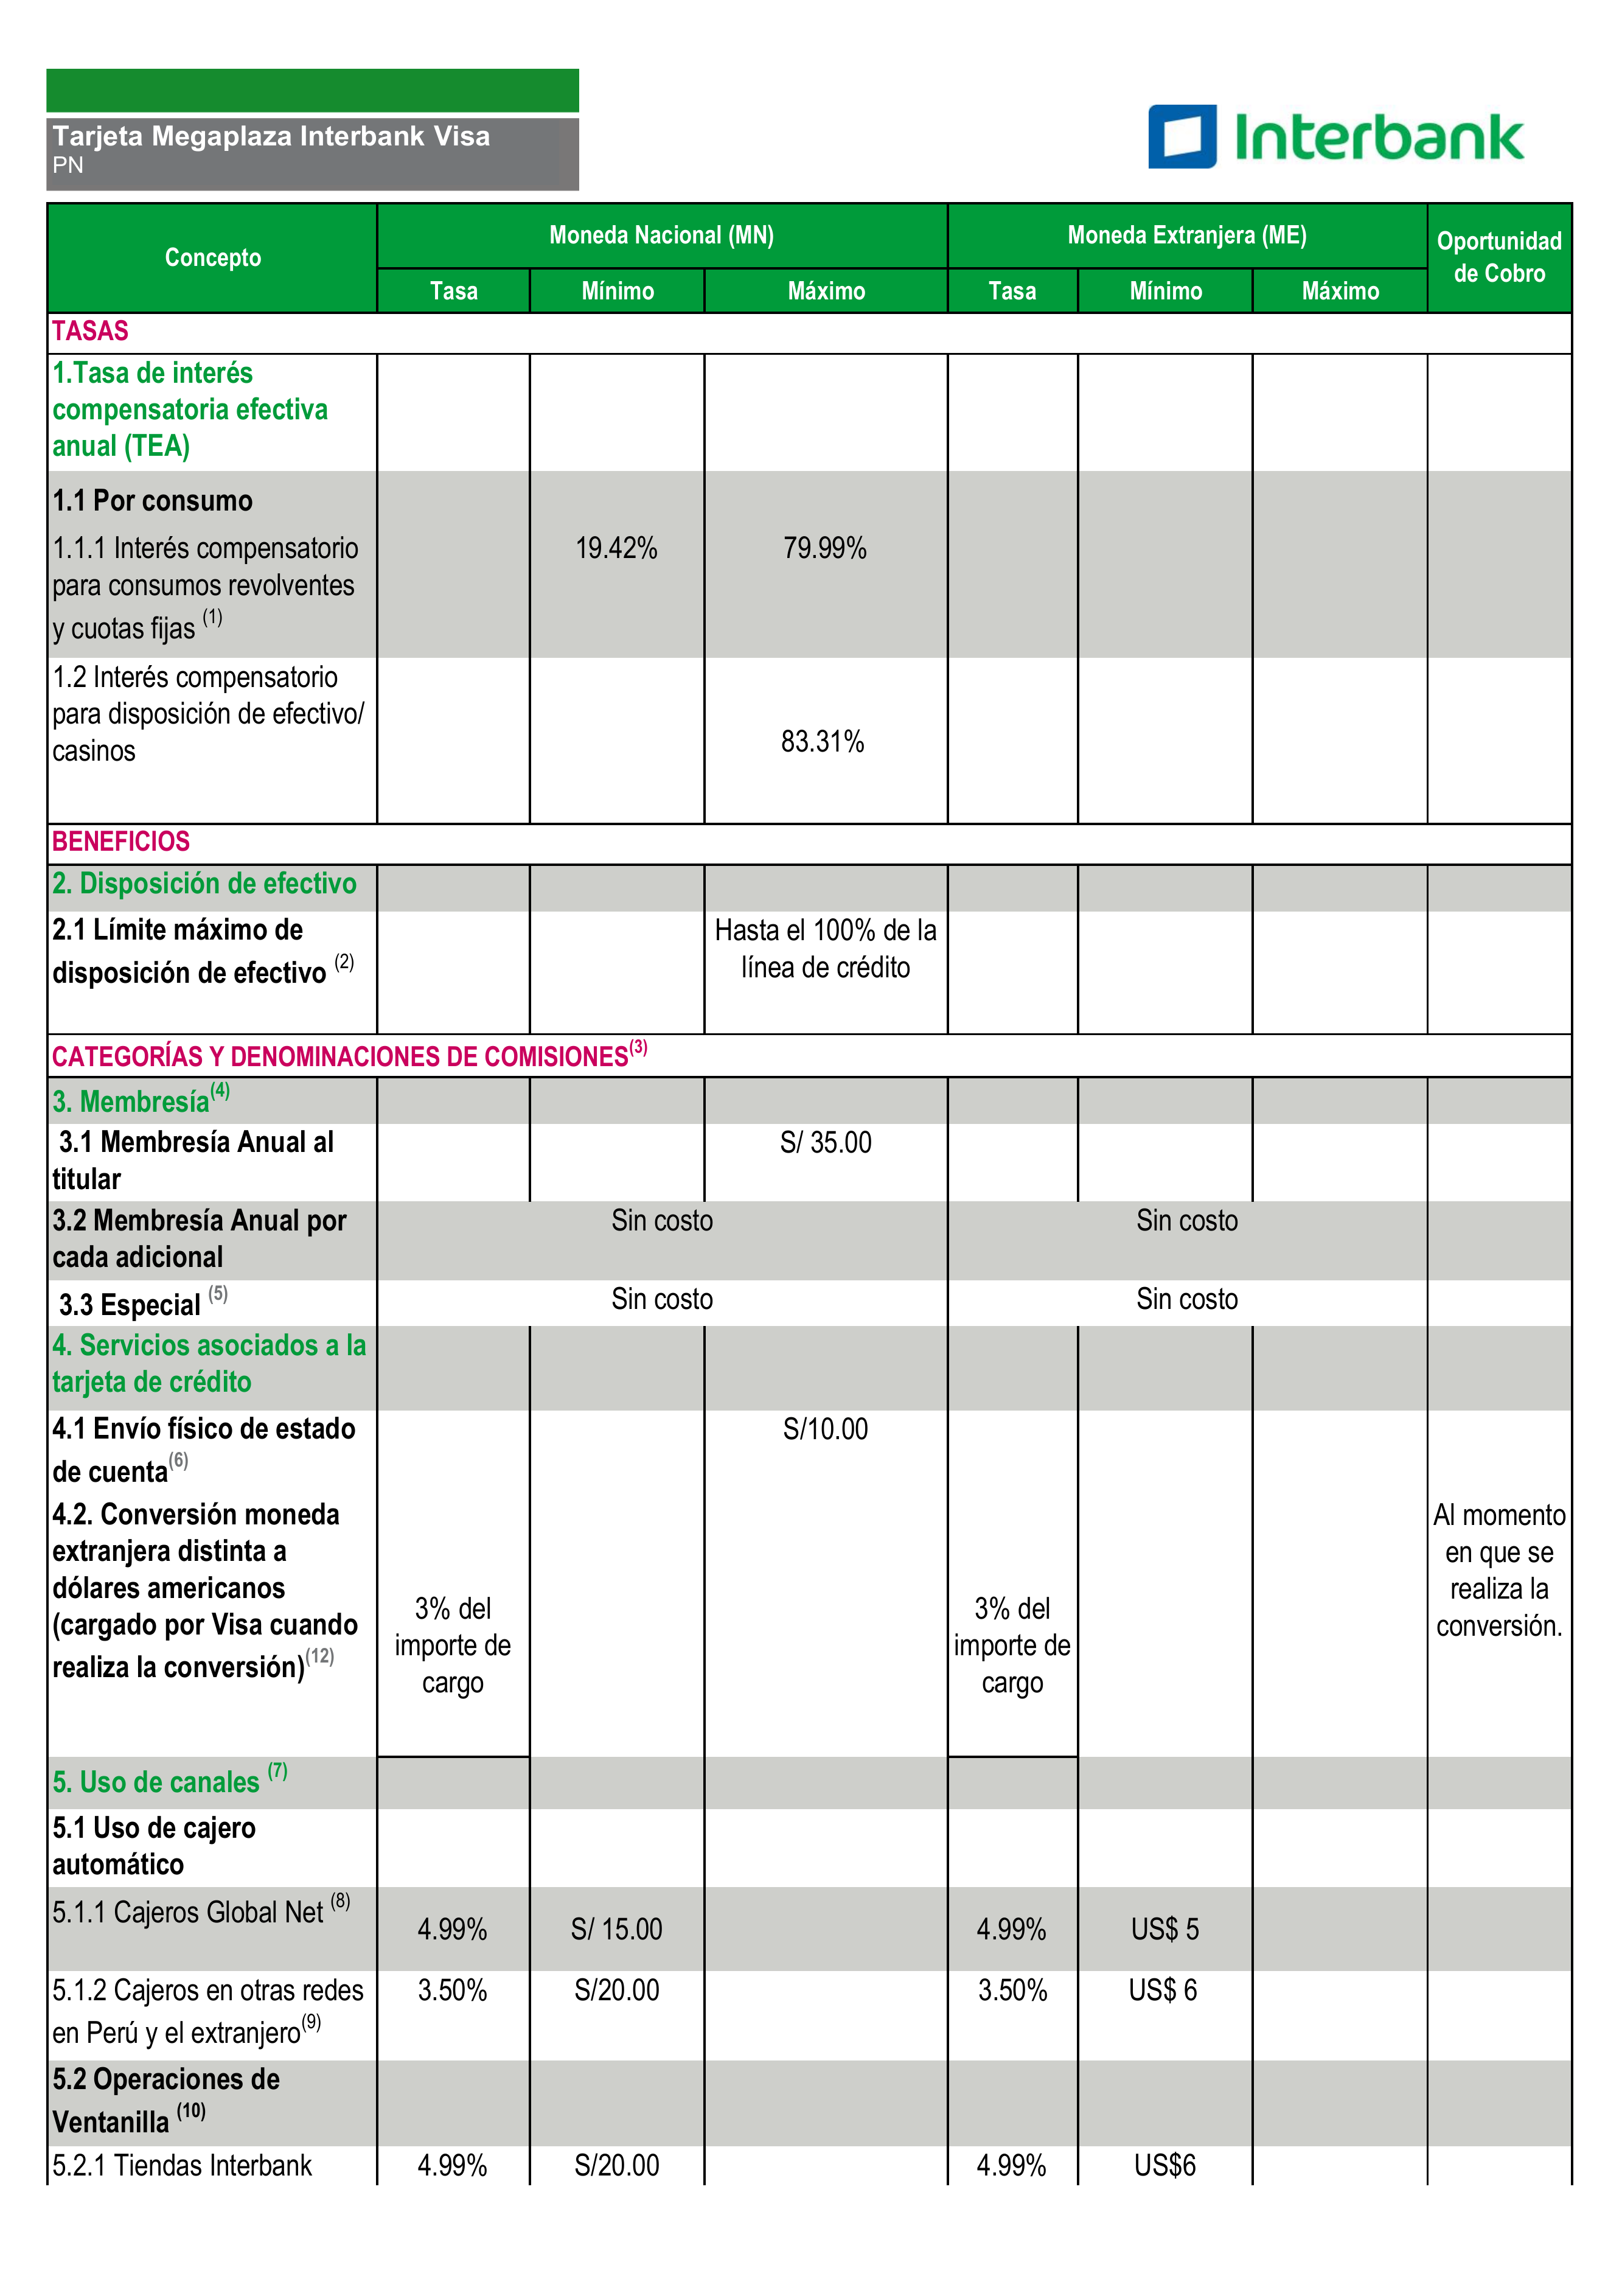 Tarjeta Megaplaza Interbank Visa
PN
Interbank
Concepto
Moneda Nacional (MN)
Moneda Extranjera (ME)
Oportunidad
de Cobro
Tasa
Mínimo
Máximo
Tasa
Mínimo
Máximo
TASAS
1.Tasa de interés
compensatoria efectiva
anual (TEA)
1.1 Por consumo
1.1.1 Interés compensatorio
para consumos revolventes
y cuotas fijas (1)
19.42%
79.99%
1.2 Interés compensatorio
para disposición de efectivo/
casinos
83.31%
BENEFICIOS
2. Disposición de efectivo
2.1 Límite máximo de
disposición de efectivo (2)
Hasta el 100% de la
línea de crédito
CATEGORÍAS Y DENOMINACIONES DE COMISIONES(3)
3. Membresía(4)
3.1 Membresía Anual al
titular
S/ 35.00
3.2 Membresía Anual por
cada adicional
Sin costo
Sin costo
3.3 Especial (5)
Sin costo
Sin costo
4. Servicios asociados a la
tarjeta de crédito
4.1 Envío físico de estado
de cuenta(6)
S/10.00
4.2. Conversión moneda
extranjera distinta a
dólares americanos
(cargado por Visa cuando
realiza la conversión)(12)
3% del
importe de
cargo
3% del
importe de
cargo
Al momento
en que se
realiza la
conversión.
5. Uso de canales (7)
5.1 Uso de cajero
automático
5.1.1 Cajeros Global Net (8)
4.99%
S/ 15.00
4.99%
US$ 5
5.1.2 Cajeros en otras redes
en Perú y el extranjero(9)
3.50%
S/20.00
3.50%
US$ 6
5.2 Operaciones de
Ventanilla (10)
5.2.1 Tiendas Interbank
4.99%
S/20.00
4.99%
US$6